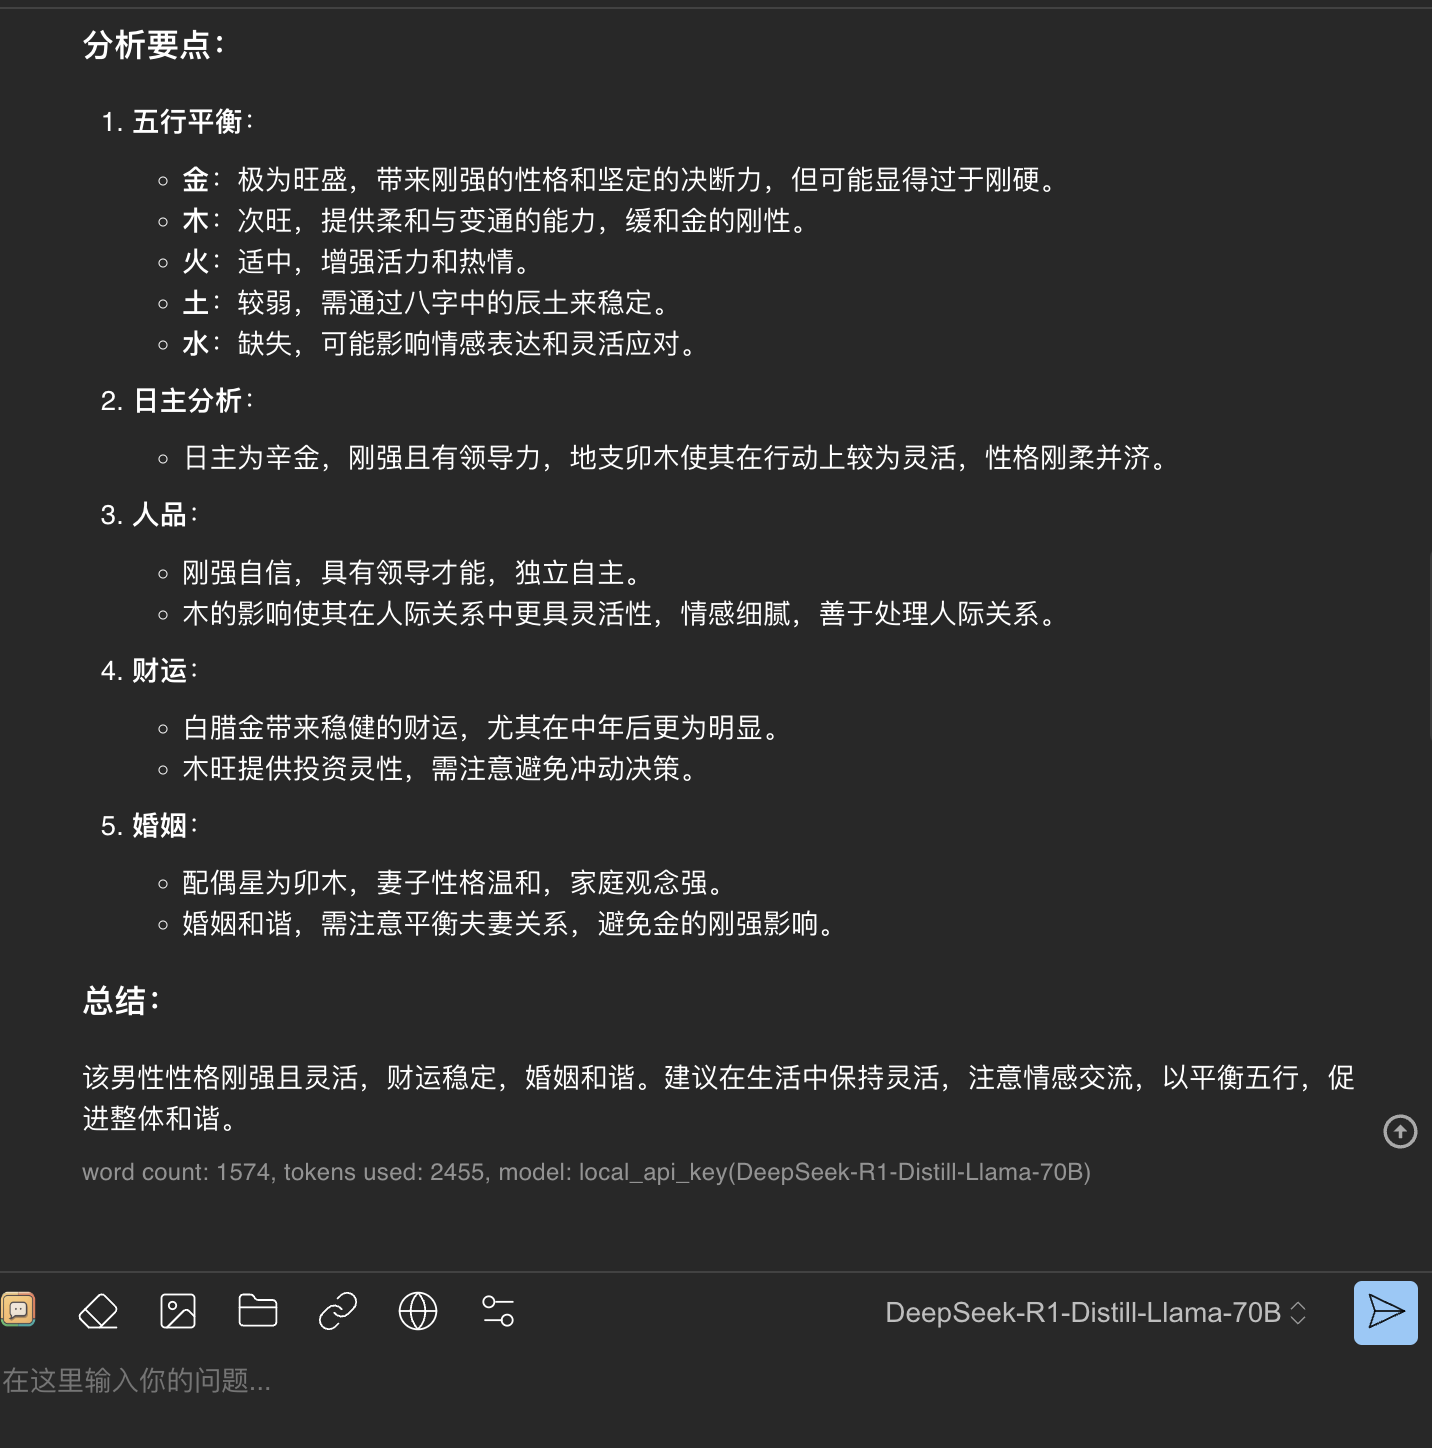 分析要点：
1. 五行平衡：
金：极为旺盛，带来刚强的性格和坚定的决断力，但可能显得过于刚硬。
木：次旺，提供柔和与变通的能力，缓和金的刚性。
火：适中，增强活力和热情。
土：较弱，需通过八字中的辰土来稳定。
水：缺失，可能影响情感表达和灵活应对。
2. 日主分析：
日主为辛金，刚强且有领导力，地支卯木使其在行动上较为灵活，性格刚柔并济。
3. 人品：
刚强自信，具有领导才能，独立自主。
木的影响使其在人际关系中更具灵活性，情感细腻，善于处理人际关系。
4. 财运：
白腊金带来稳健的财运，尤其在中年后更为明显。
木旺提供投资灵性，需注意避免冲动决策。
5. 婚姻：
配偶星为卯木，妻子性格温和，家庭观念强。
婚姻和谐，需注意平衡夫妻关系，避免金的刚强影响。
总结：
该男性性格刚强且灵活，财运稳定，婚姻和谐。建议在生活中保持灵活，注意情感交流，以平衡五行，促
进整体和谐。
word count: 1574, tokens used: 2455, model: local_api_key(DeepSeek-R1-Distill-Llama-70B)
DeepSeek-R1-Distill-Llama-70B
在这里输入你的问题...